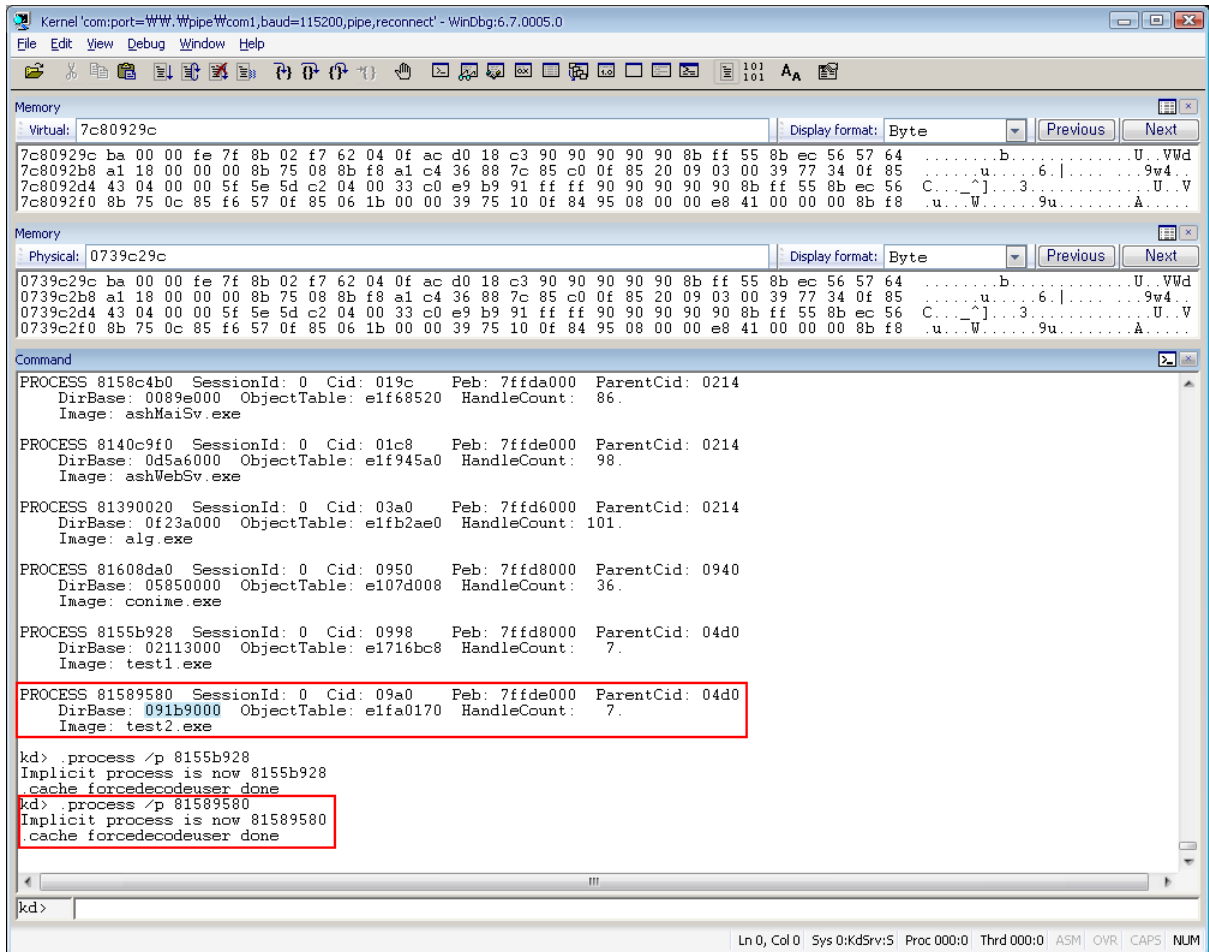 Kernel 'com:port=₩₩.₩pipe₩com1,baud=115200,pipe,reconnect' - WinDbg:6.7.0005.0
File Edit View Debug Window Help
101
101
Memory
Virtual: 7c80929c Display format: Byte Previous Next
7c80929c ba 00 00 fe 7f 8b 02 f7 62 04 0f ac d0 18 c3 90 90 90 90 90 8b ff 55 8b ec 56 57 64 ........b.............U..VWd
7c8092b8 a1 18 00 00 00 8b 75 08 8b f8 a1 c4 36 88 7c 85 c0 0f 85 20 09 03 00 39 77 34 0f 85 ......u.....6.|.... ...9w4..
7c8092d4 43 04 00 00 5f 5e 5d c2 04 00 33 c0 e9 b9 91 ff ff 90 90 90 90 90 8b ff 55 8b ec 56 C..._^]...3.............U..V
7c8092f0 8b 75 0c 85 f6 57 0f 85 06 1b 00 00 39 75 10 0f 84 95 08 00 00 e8 41 00 00 00 8b f8 .u...W......9u........A.....
Memory
Physical: 0739c29c Display format: Byte Previous Next
0739c29c ba 00 00 fe 7f 8b 02 f7 62 04 0f ac d0 18 c3 90 90 90 90 90 8b ff 55 8b ec 56 57 64 ........b.............U..VWd
0739c2b8 a1 18 00 00 00 8b 75 08 8b f8 a1 c4 36 88 7c 85 c0 0f 85 20 09 03 00 39 77 34 0f 85 ......u.....6.|.... ...9w4..
0739c2d4 43 04 00 00 5f 5e 5d c2 04 00 33 c0 e9 b9 91 ff ff 90 90 90 90 90 8b ff 55 8b ec 56 C..._^]...3.............U..V
0739c2f0 8b 75 0c 85 f6 57 0f 85 06 1b 00 00 39 75 10 0f 84 95 08 00 00 e8 41 00 00 00 8b f8 .u...W......9u........A.....
Command
PROCESS 8158c4b0 SessionId: 0 Cid: 019c Peb: 7ffda000 ParentCid: 0214
DirBase: 0089e000 ObjectTable: e1f68520 HandleCount: 86.
Image: ashMaiSv.exe
PROCESS 8140c9f0 SessionId: 0 Cid: 01c8 Peb: 7ffde000 ParentCid: 0214
DirBase: 0d5a6000 ObjectTable: e1f945a0 HandleCount: 98.
Image: ashWebSv.exe
PROCESS 81390020 SessionId: 0 Cid: 03a0 Peb: 7ffd6000 ParentCid: 0214
DirBase: 0f23a000 ObjectTable: e1fb2ae0 HandleCount: 101.
Image: alg.exe
PROCESS 81608da0 SessionId: 0 Cid: 0950 Peb: 7ffd8000 ParentCid: 0940
DirBase: 05850000 ObjectTable: e107d008 HandleCount: 36.
Image: conime.exe
PROCESS 8155b928 SessionId: 0 Cid: 0998 Peb: 7ffd8000 ParentCid: 04d0
DirBase: 02113000 ObjectTable: e1716bc8 HandleCount: 7.
Image: test1.exe
PROCESS 81589580 SessionId: 0 Cid: 09a0 Peb: 7ffde000 ParentCid: 04d0
DirBase: 091b9000 ObjectTable: e1fa0170 HandleCount: 7.
Image: test2.exe
kd> .process /p 8155b928
Implicit process is now 8155b928
.cache forcedecodeuser done
kd> .process /p 81589580
Implicit process is now 81589580
.cache forcedecodeuser done
kd>
Ln 0, Col 0 Sys 0:KdSrv:S Proc 000:0 Thrd 000:0 ASM OVR CAPS NUM